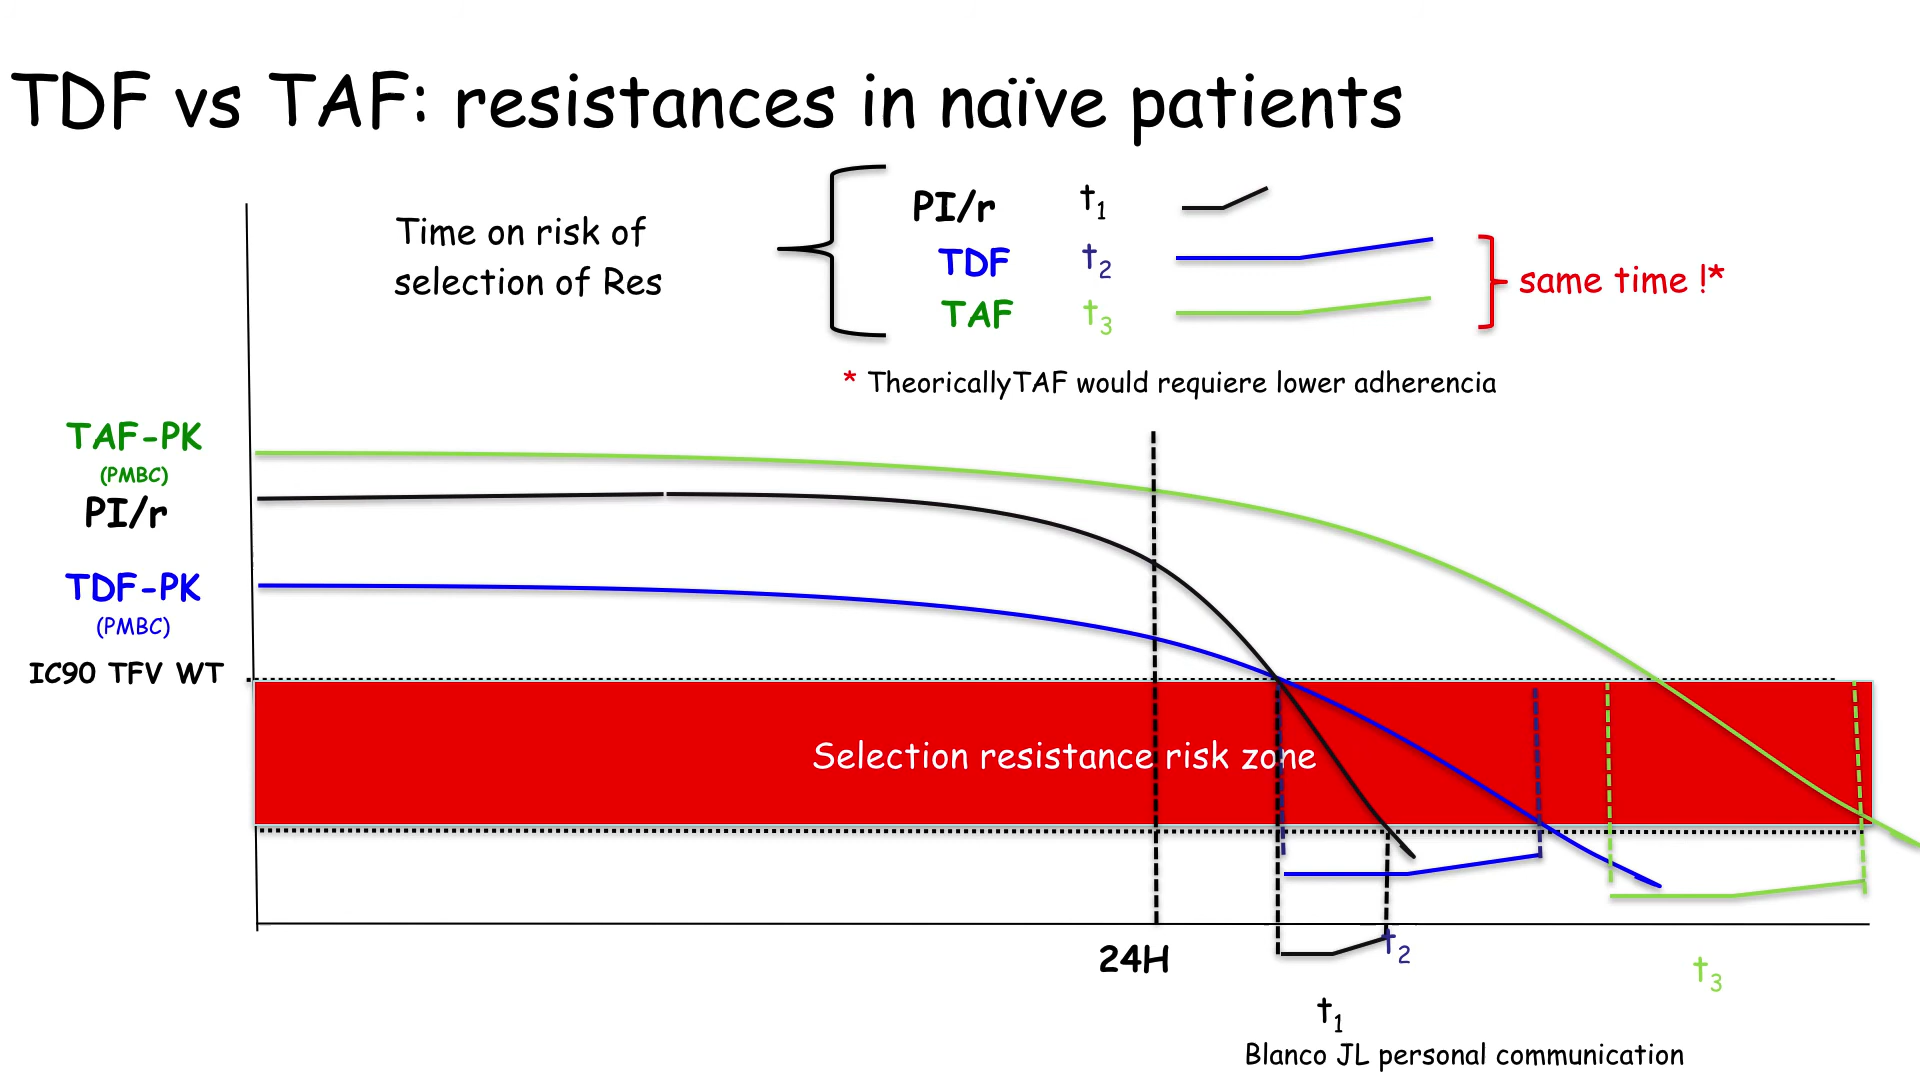 TDF vs TAF: resistances in naïve patients
Time on risk of
selection of Res
PI/r t1
TDF t2
TAF t3
same time !*
* TheoricallyTAF would requiere lower adherencia
TAF-PK
(PMBC)
PI/r
TDF-PK
(PMBC)
IC90 TFV WT
Selection resistance risk zone
24H
t2
t3
t1
Blanco JL personal communication